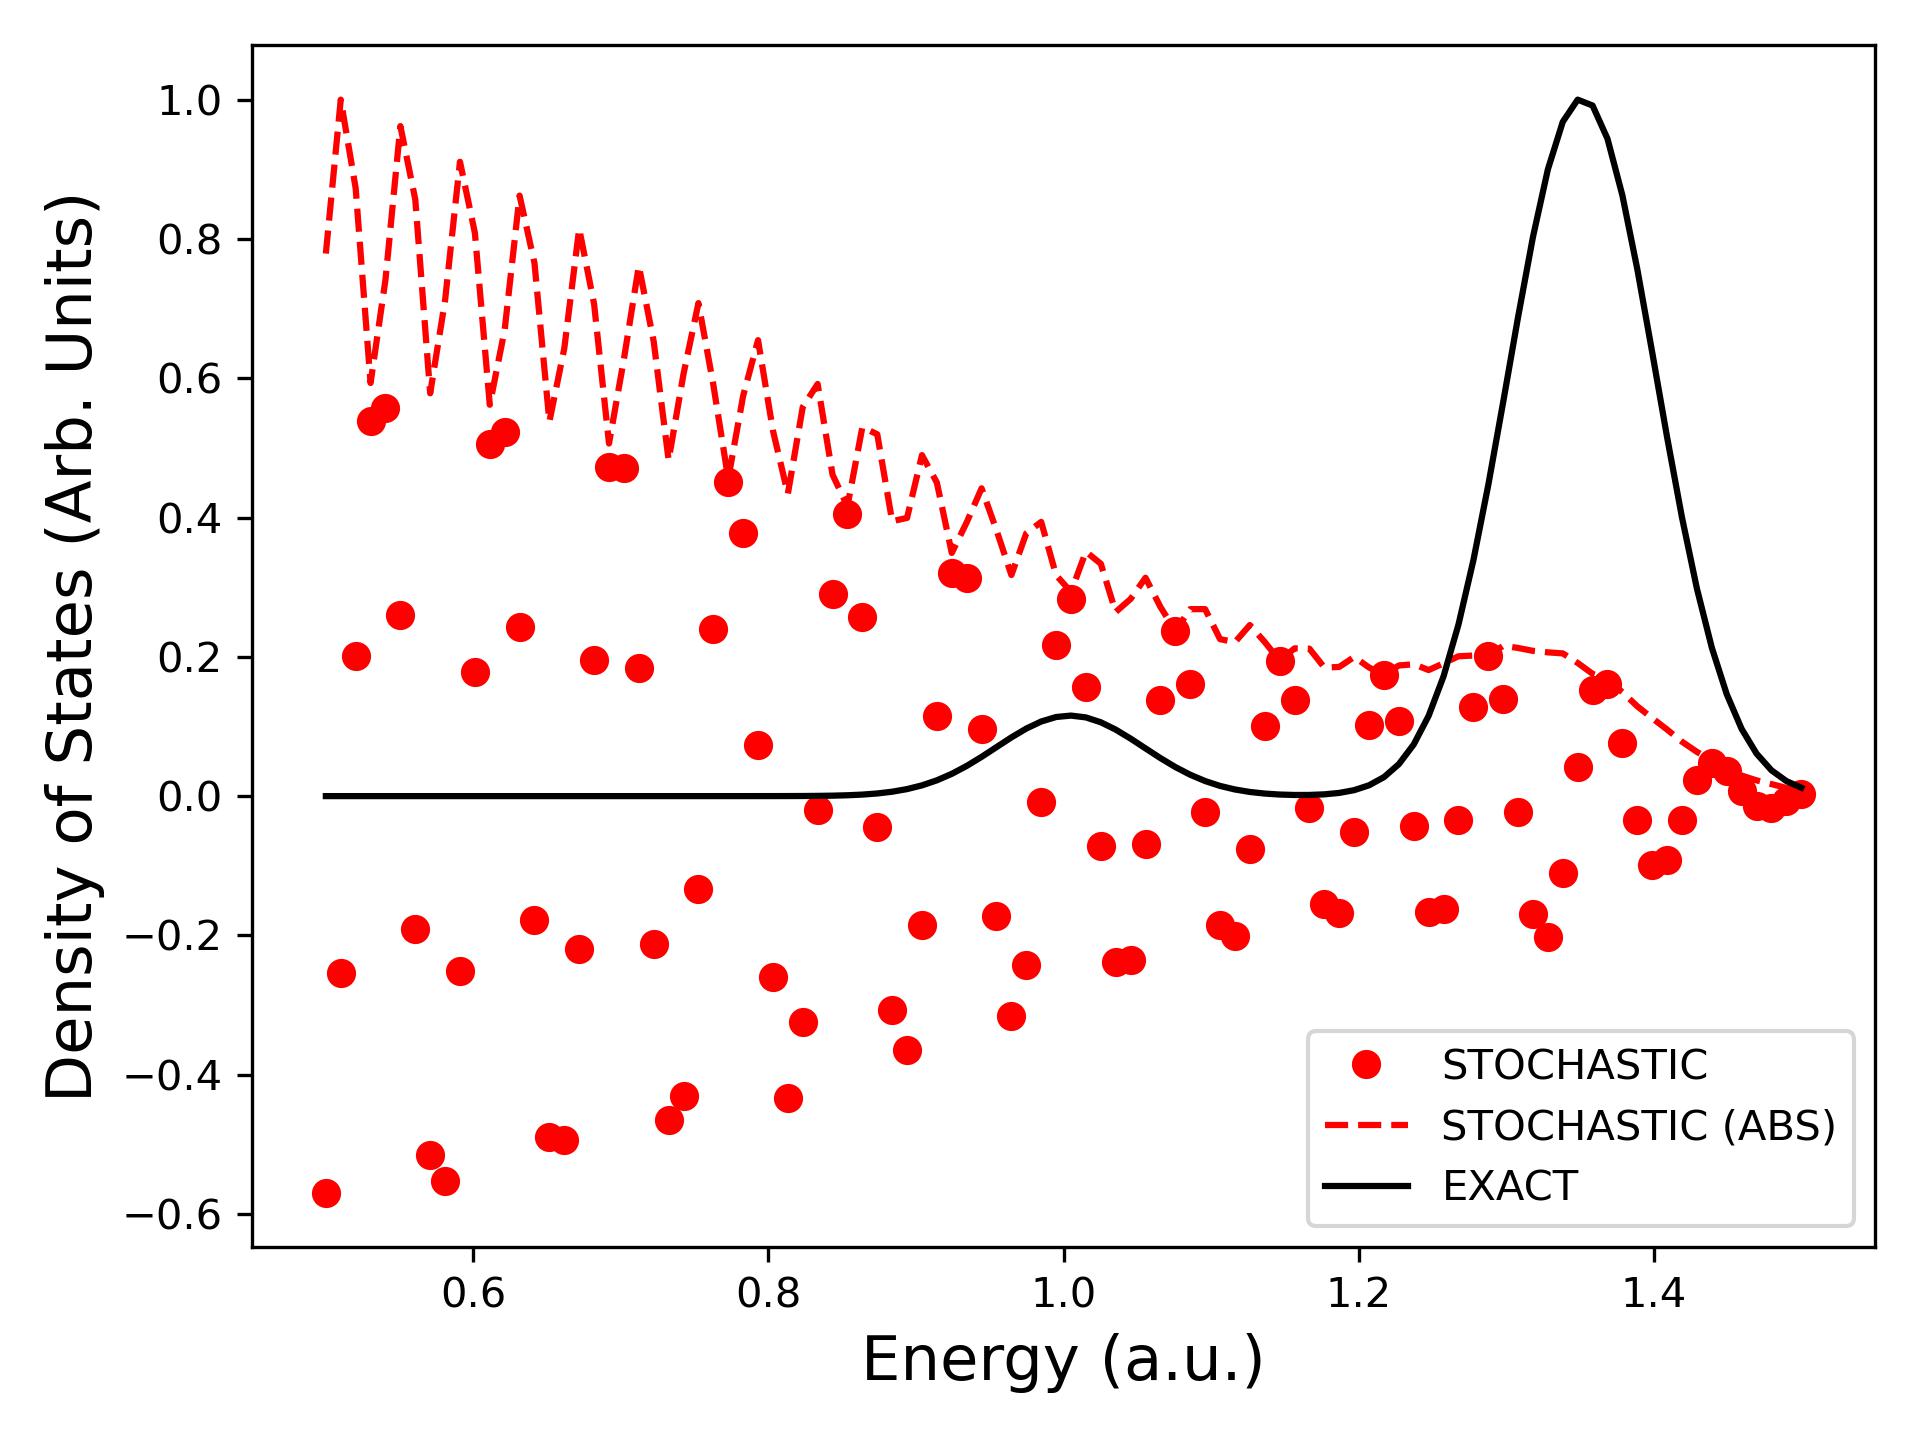 Density of States (Arb. Units)
1.0
0.8
0.6
0.4
0.2
0.0
−0.2
−0.4
−0.6
STOCHASTIC
STOCHASTIC (ABS)
EXACT
0.6 0.8 1.0 1.2 1.4
Energy (a.u.)